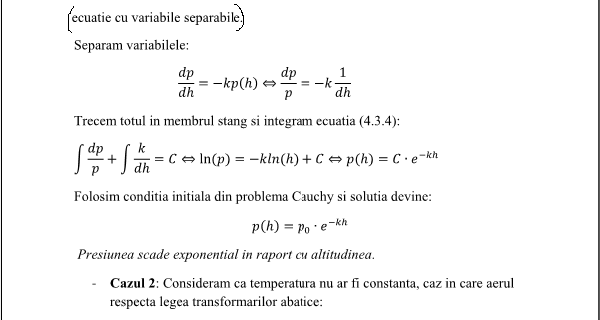 (ecuatie cu variabile separabile.)
Separam variabilele:
dp/dh = −kp(h) ⇔ dp/p = −k 1/dh
Trecem totul in membrul stang si integram ecuatia (4.3.4):
∫ dp/p + ∫ k/dh = C ⇔ ln(p) = −kln(h) + C ⇔ p(h) = C · e^{−kh}
Folosim conditia initiala din problema Cauchy si solutia devine:
p(h) = p₀ · e^{−kh}
Presiunea scade exponential in raport cu altitudinea.
- Cazul 2: Consideram ca temperatura nu ar fi constanta, caz in care aerul
respecta legea transformarilor abatice: